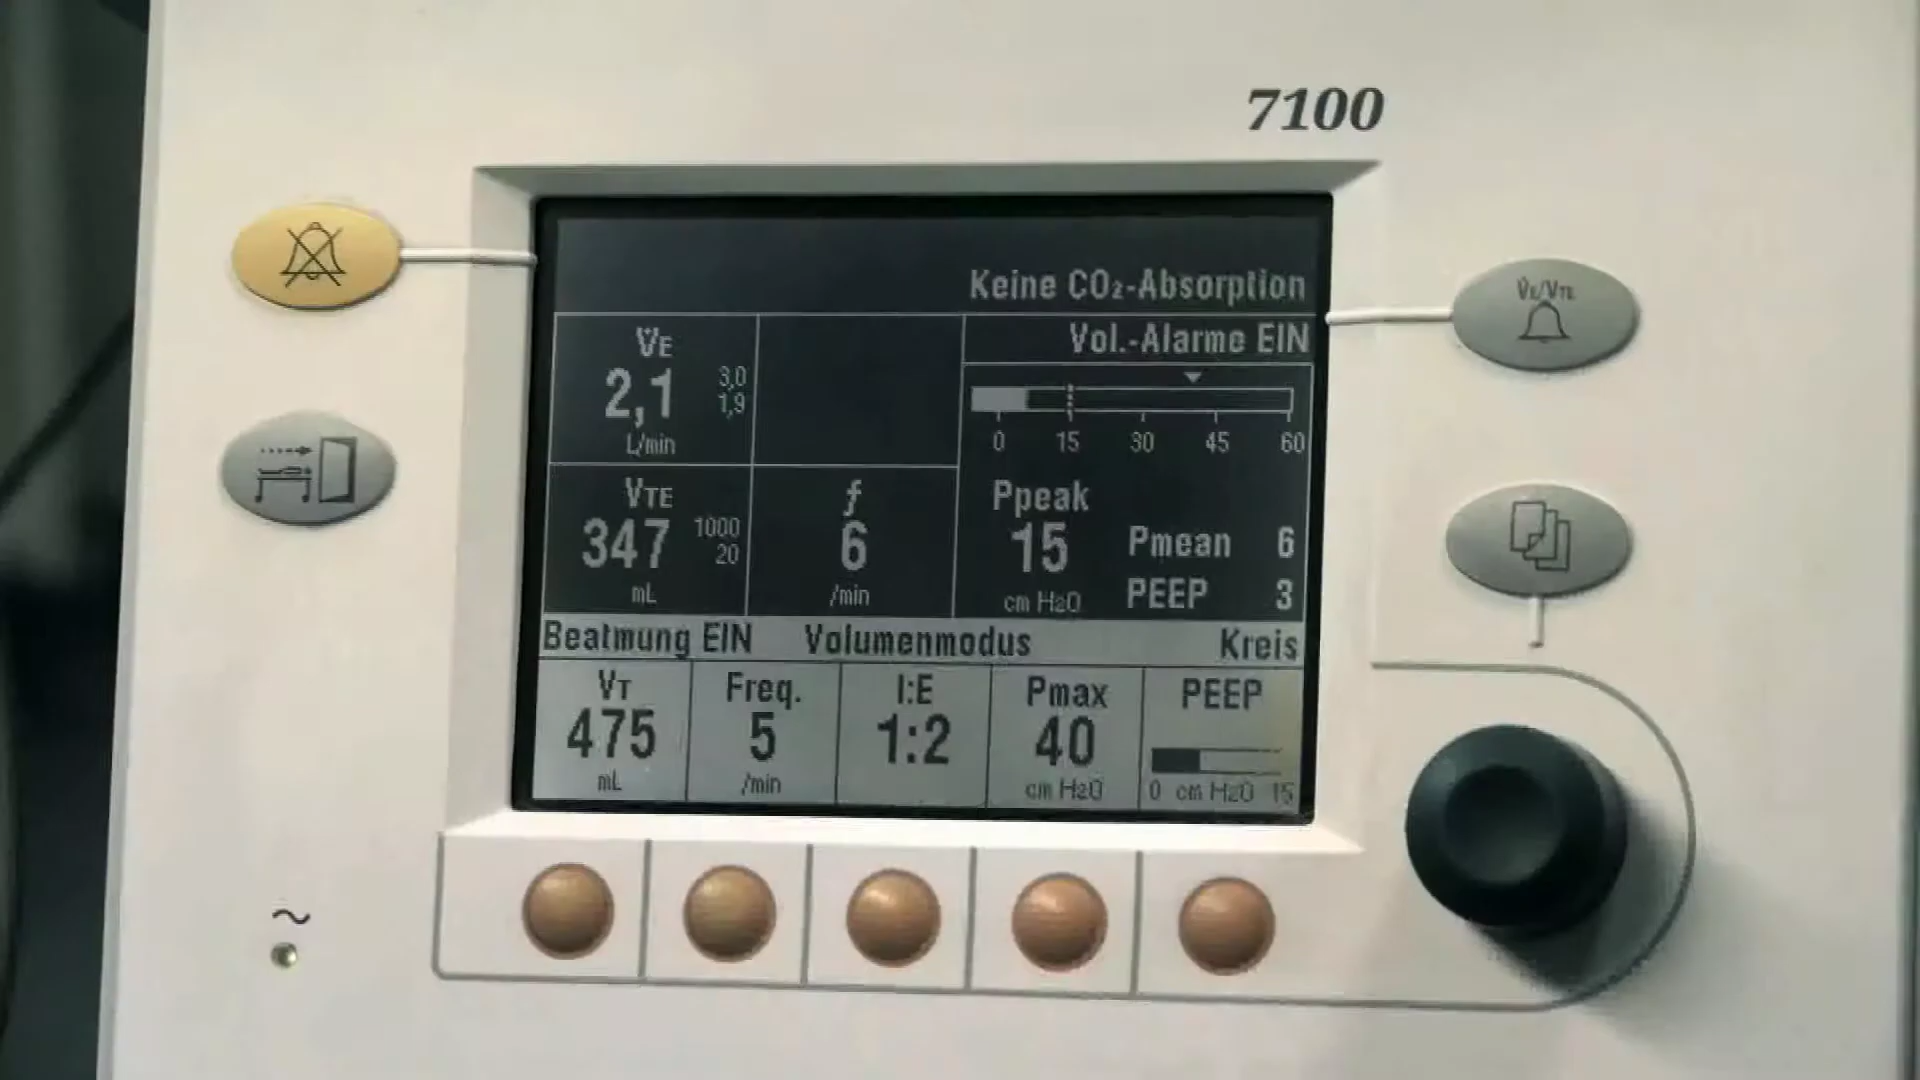 7100
Keine CO₂-Absorption
Vol.-Alarme EIN
V̇E
2,1
3,0
1,9
L/min
0 15 30 45 60
VTE
347
1000
20
mL
f
6
/min
Ppeak
15
cm H2O
Pmean 6
PEEP 3
Beatmung EIN Volumenmodus Kreis
VT Freq. I:E Pmax PEEP
475 5 1:2 40
mL /min cm H2O 0 cm H2O 15
V̇E/VTE
~